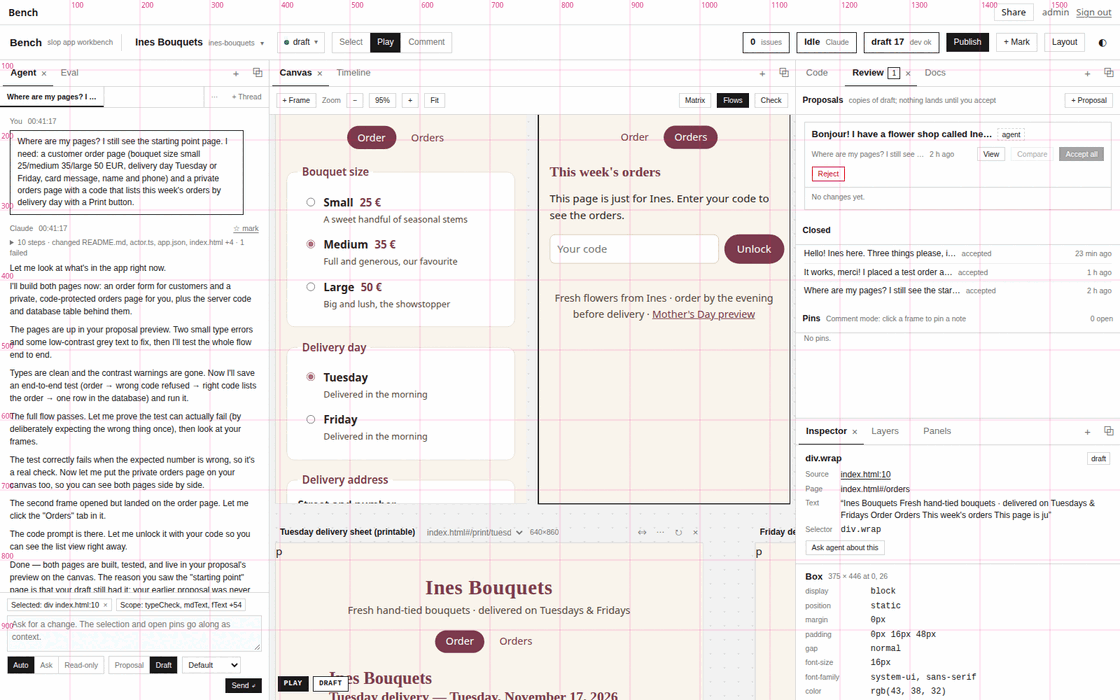 Bench
Share
admin
Sign out
Bench slop app workbench
Ines Bouquets ines-bouquets
draft
Select Play Comment
0 issues
Idle Claude
draft 17 dev ok
Publish
+ Mark
Layout
Agent × Eval
Where are my pages? I …
+ Thread
You 00:41:17
Where are my pages? I still see the starting point page. I
need: a customer order page (bouquet size small
25/medium 35/large 50 EUR, delivery day Tuesday or
Friday, card message, name and phone) and a private
orders page with a code that lists this week's orders by
delivery day with a Print button.
Claude 00:41:17
☆ mark
▶ 10 steps · changed README.md, actor.ts, app.json, index.html +4 · 1
failed
Let me look at what's in the app right now.
I'll build both pages now: an order form for customers and a
private, code-protected orders page for you, plus the server code
and database table behind them.
The pages are up in your proposal preview. Two small type errors
and some low-contrast grey text to fix, then I'll test the whole flow
end to end.
Types are clean and the contrast warnings are gone. Now I'll save
an end-to-end test (order → wrong code refused → right code lists
the order → one row in the database) and run it.
The full flow passes. Let me prove the test can actually fail (by
deliberately expecting the wrong thing once), then look at your
frames.
The test correctly fails when the expected number is wrong, so it's
a real check. Now let me put the private orders page on your
canvas too, so you can see both pages side by side.
The second frame opened but landed on the order page. Let me
click the "Orders" tab in it.
The code prompt is there. Let me unlock it with your code so you
can see the list view right away.
Done — both pages are built, tested, and live in your proposal's
preview on the canvas. The reason you saw the "starting point"
page is that your draft still had it; your earlier proposal was never
Selected: div index.html:10 ×
Scope: typeCheck, mdText, fText +54
Ask for a change. The selection and open pins go along as
context.
Auto Ask Read-only
Proposal Draft
Default
Send
Canvas × Timeline
+ Frame Zoom − 95% + Fit
Matrix Flows Check
Order Orders
Bouquet size
Small 25 €
A sweet handful of seasonal stems
Medium 35 €
Full and generous, our favourite
Large 50 €
Big and lush, the showstopper
Delivery day
Tuesday
Delivered in the morning
Friday
Delivered in the morning
Delivery address
Order Orders
This week's orders
This page is just for Ines. Enter your code to
see the orders.
Your code
Unlock
Fresh flowers from Ines · order by the evening
before delivery · Mother's Day preview
Tuesday delivery sheet (printable)
index.html#/print/tuesd
640×860
Friday de
p
p
Ines Bouquets
Fresh hand-tied bouquets · delivered on Tuesdays & Fridays
Order Orders
PLAY DRAFT
Ines Bouquets
Tuesday delivery — Tuesday, November 17, 2026
Code Review 1 × Docs
Proposals copies of draft; nothing lands until you accept
+ Proposal
Bonjour! I have a flower shop called Ine… agent
Where are my pages? I still see … 2 h ago
View Compare Accept all
Reject
No changes yet.
Closed
Hello! Ines here. Three things please, i… accepted 23 min ago
It works, merci! I placed a test order a… accepted 1 h ago
Where are my pages? I still see the star… accepted 2 h ago
Pins Comment mode: click a frame to pin a note 0 open
No pins.
Inspector × Layers Panels
div.wrap
draft
Source index.html:10
Page index.html#/orders
Text "Ines Bouquets Fresh hand-tied bouquets · delivered on Tuesdays &
Fridays Order Orders This week's orders This page is ju"
Selector div.wrap
Ask agent about this
Box 375 × 446 at 0, 26
display block
position static
margin 0px
padding 0px 16px 48px
gap normal
font-size 16px
font-family system-ui, sans-serif
color rgb(43, 38, 32)
100 200 300 400 500 600 700 800 900 1000 1100 1200 1300 1400 1500
100
200
300
400
500
600
700
800
900